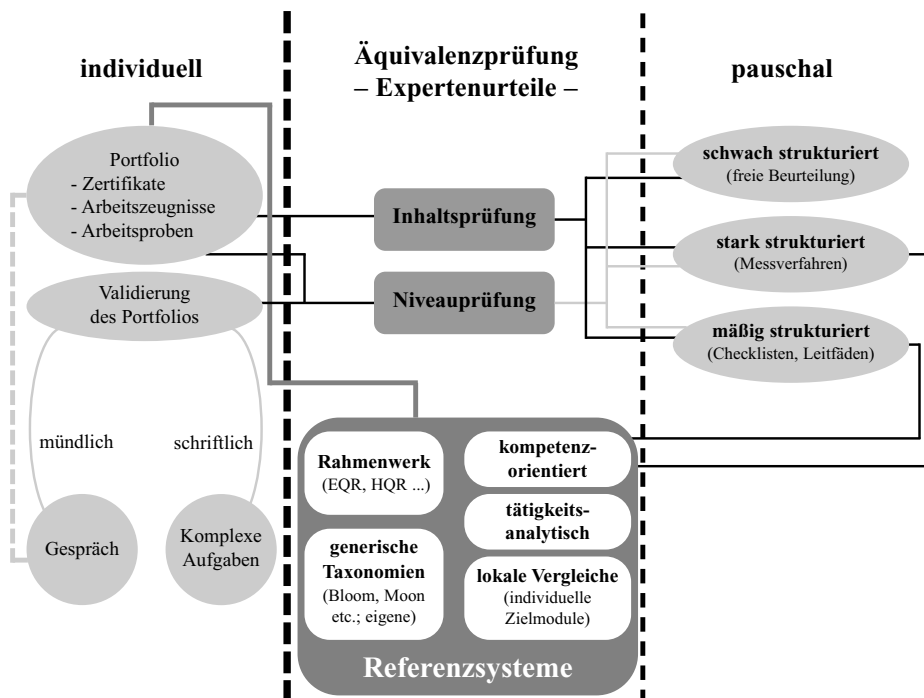 individuell
Äquivalenzprüfung
– Expertenurteile –
pauschal
Portfolio
- Zertifikate
- Arbeitszeugnisse
- Arbeitsproben
Validierung
des Portfolios
mündlich
schriftlich
Gespräch
Komplexe
Aufgaben
Inhaltsprüfung
Niveauprüfung
schwach strukturiert
(freie Beurteilung)
stark strukturiert
(Messverfahren)
mäßig strukturiert
(Checklisten, Leitfäden)
Rahmenwerk
(EQR, HQR ...)
generische
Taxonomien
(Bloom, Moon
etc.; eigene)
kompetenz-
orientiert
tätigkeits-
analytisch
lokale Vergleiche
(individuelle
Zielmodule)
Referenzsysteme